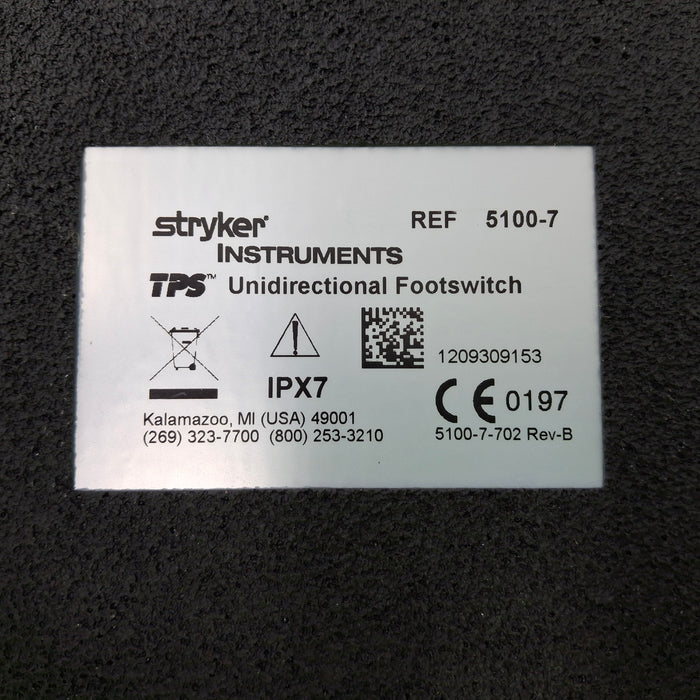 stryker® REF 5100-7
INSTRUMENTS
TPS™ Unidirectional Footswitch
1209309153
IPX7
CE 0197
Kalamazoo, MI (USA) 49001
(269) 323-7700 (800) 253-3210
5100-7-702 Rev-B